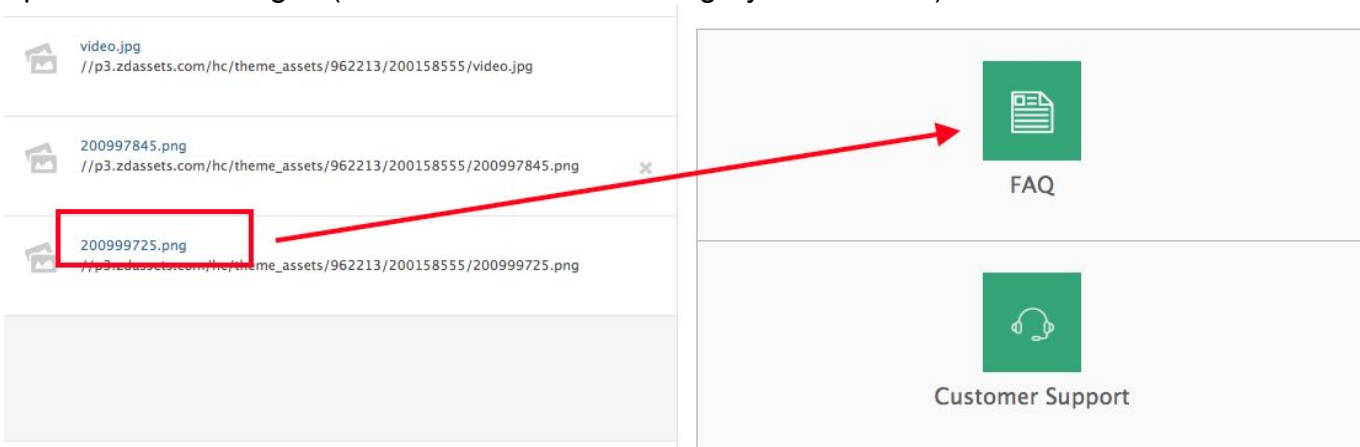 video.jpg
//p3.zdassets.com/hc/theme_assets/962213/200158555/video.jpg
200997845.png
//p3.zdassets.com/hc/theme_assets/962213/200158555/200997845.png
200999725.png
//p3.zdassets.com/hc/theme_assets/962213/200158555/200999725.png
FAQ
Customer Support